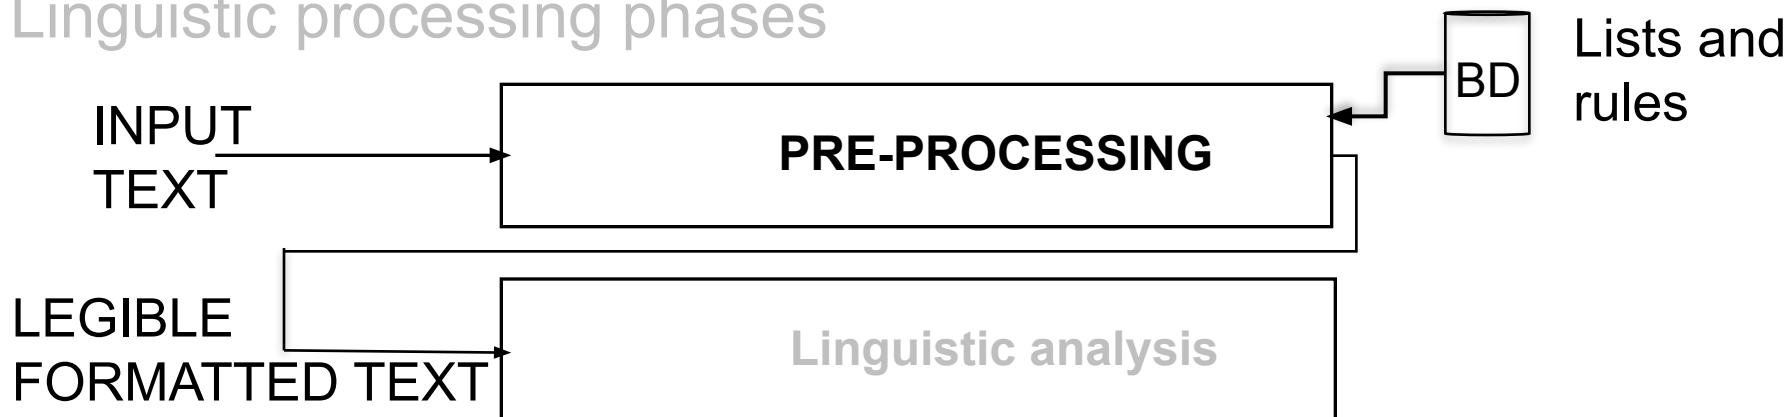 Linguistic processing phases
Lists and
rules
BD
INPUT
TEXT
PRE-PROCESSING
LEGIBLE
FORMATTED TEXT
Linguistic analysis